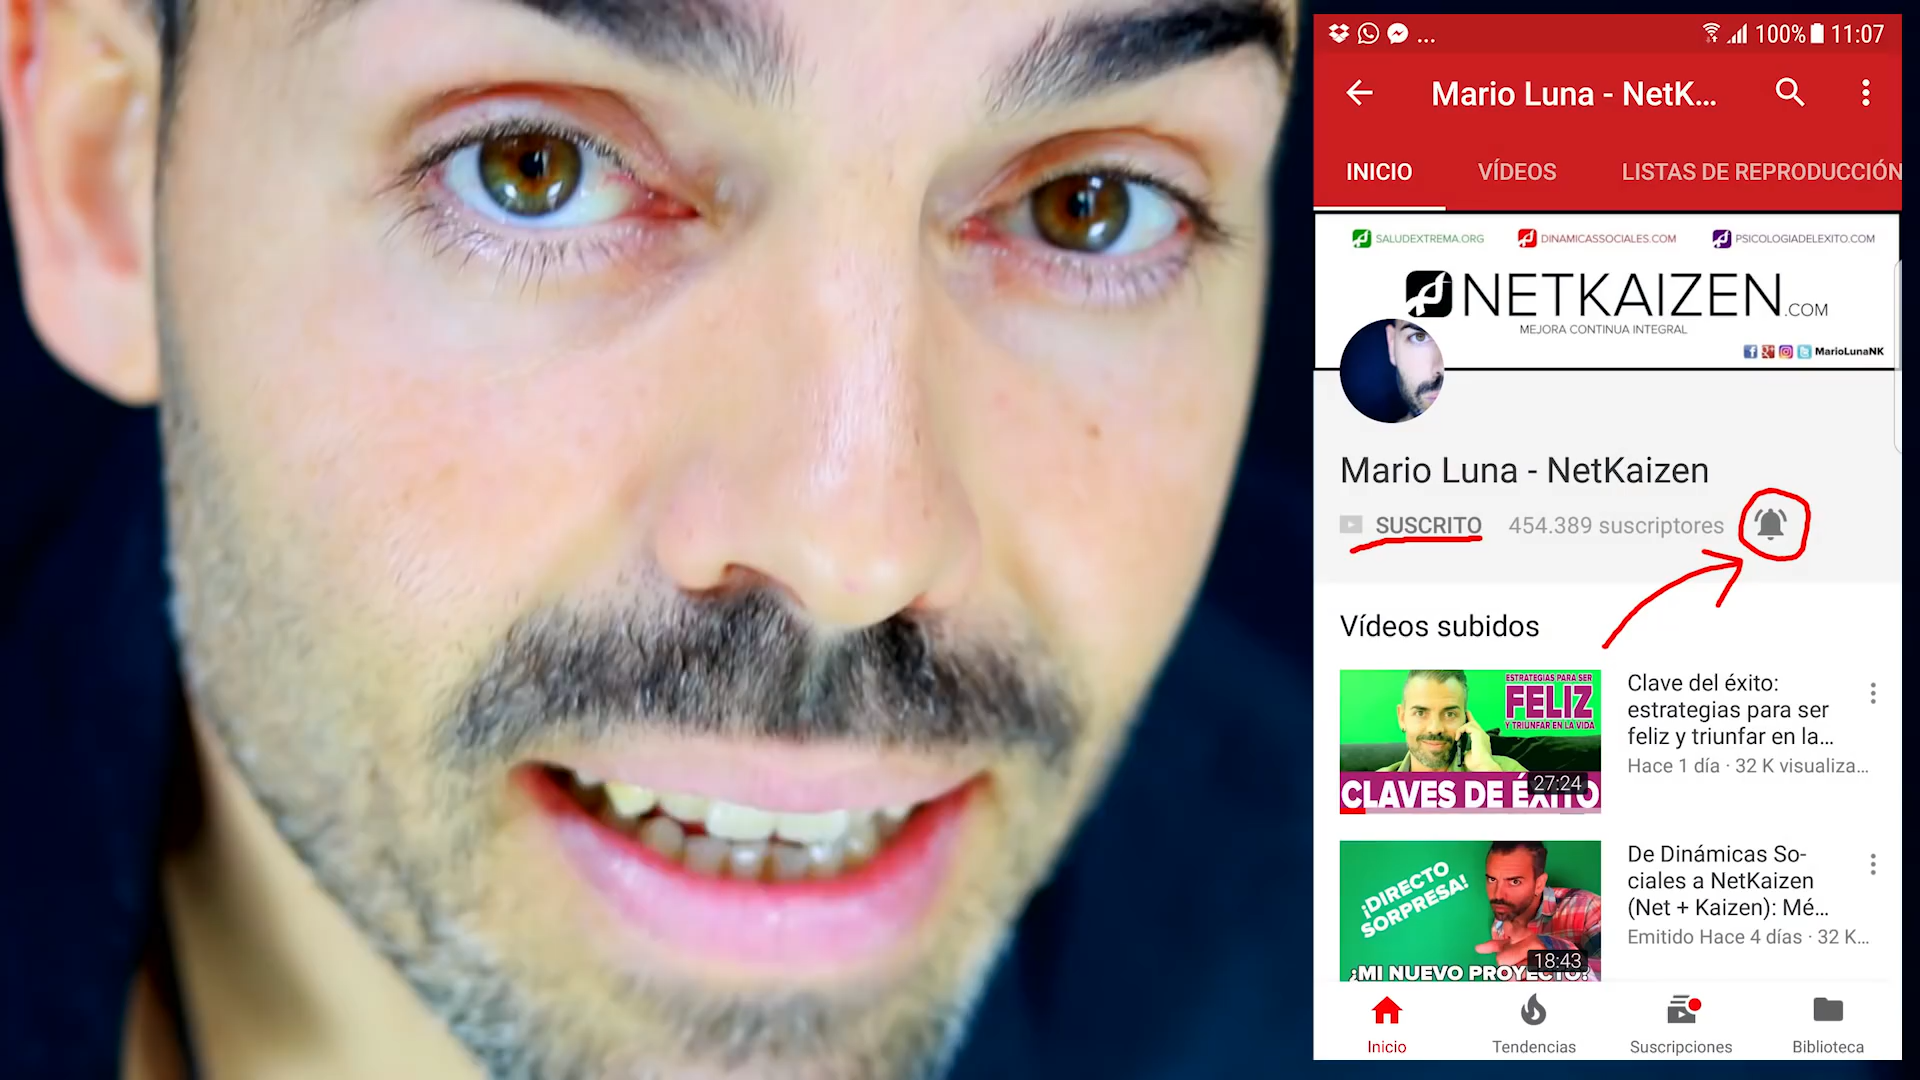 ... 100% 11:07
Mario Luna - NetK...
INICIO VÍDEOS LISTAS DE REPRODUCCIÓN
SALUDEXTREMA.ORG DINAMICASSOCIALES.COM PSICOLOGIADELEXITO.COM
NETKAIZEN.COM
MEJORA CONTINUA INTEGRAL
MarioLunaNK
Mario Luna - NetKaizen
SUSCRITO 454.389 suscriptores
Vídeos subidos
ESTRATEGIAS PARA SER
FELIZ
Y TRIUNFAR EN LA VIDA
27:24
CLAVES DE ÉXITO
Clave del éxito:
estrategias para ser
feliz y triunfar en la...
Hace 1 día · 32 K visualiza...
¡DIRECTO
SORPRESA!
18:43
¡MI NUEVO PROYECTO!
De Dinámicas So-
ciales a NetKaizen
(Net + Kaizen): Mé...
Emitido Hace 4 días · 32 K...
Inicio Tendencias Suscripciones Biblioteca